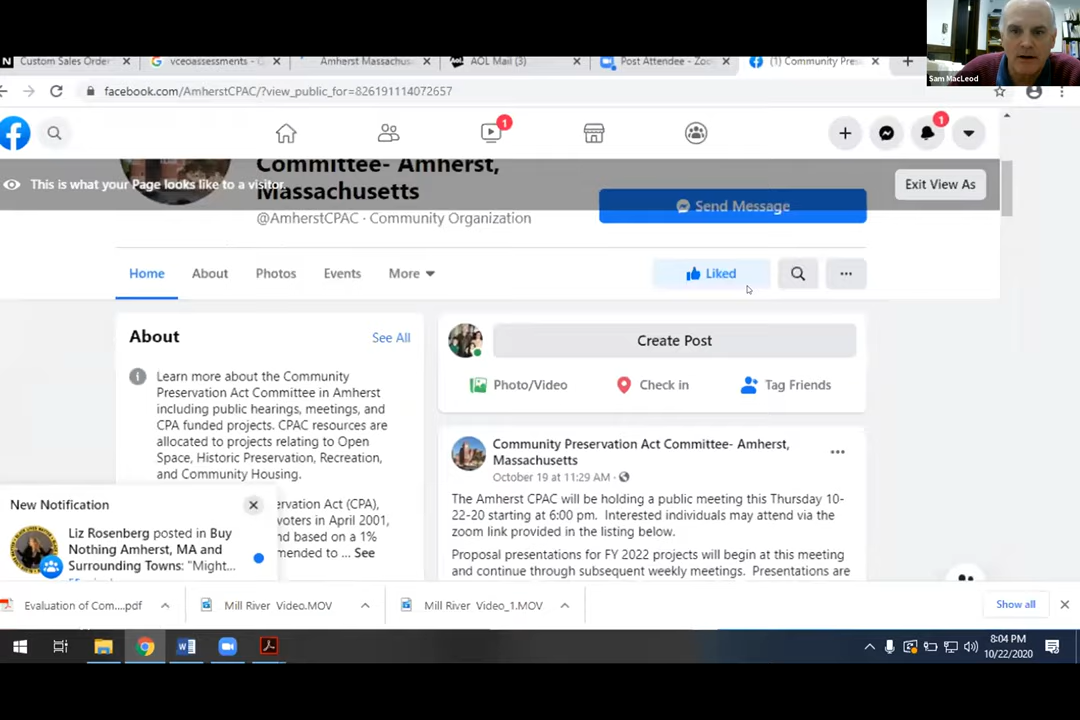 Sam MacLeod
Custom Sales Order
vceoassessments -
Amherst Massachus
AOL Mail (3)
Post Attendee - Zoo
(1) Community Pres
facebook.com/AmherstCPAC/?view_public_for=826191114072657
1
1
Committee- Amherst,
Massachusetts
This is what your Page looks like to a visitor.
Exit View As
Send Message
@AmherstCPAC · Community Organization
Home
About
Photos
Events
More
Liked
About
See All
Learn more about the Community
Preservation Act Committee in Amherst
including public hearings, meetings, and
CPA funded projects. CPAC resources are
allocated to projects relating to Open
Space, Historic Preservation, Recreation,
and Community Housing.
ervation Act (CPA),
voters in April 2001,
nd based on a 1%
mended to ... See
Create Post
Photo/Video
Check in
Tag Friends
Community Preservation Act Committee- Amherst,
Massachusetts
October 19 at 11:29 AM ·
The Amherst CPAC will be holding a public meeting this Thursday 10-
22-20 starting at 6:00 pm. Interested individuals may attend via the
zoom link provided in the listing below.
Proposal presentations for FY 2022 projects will begin at this meeting
and continue through subsequent weekly meetings. Presentations are
New Notification
Liz Rosenberg posted in Buy
Nothing Amherst, MA and
Surrounding Towns: "Might...
Evaluation of Com....pdf
Mill River Video.MOV
Mill River Video_1.MOV
Show all
8:04 PM
10/22/2020